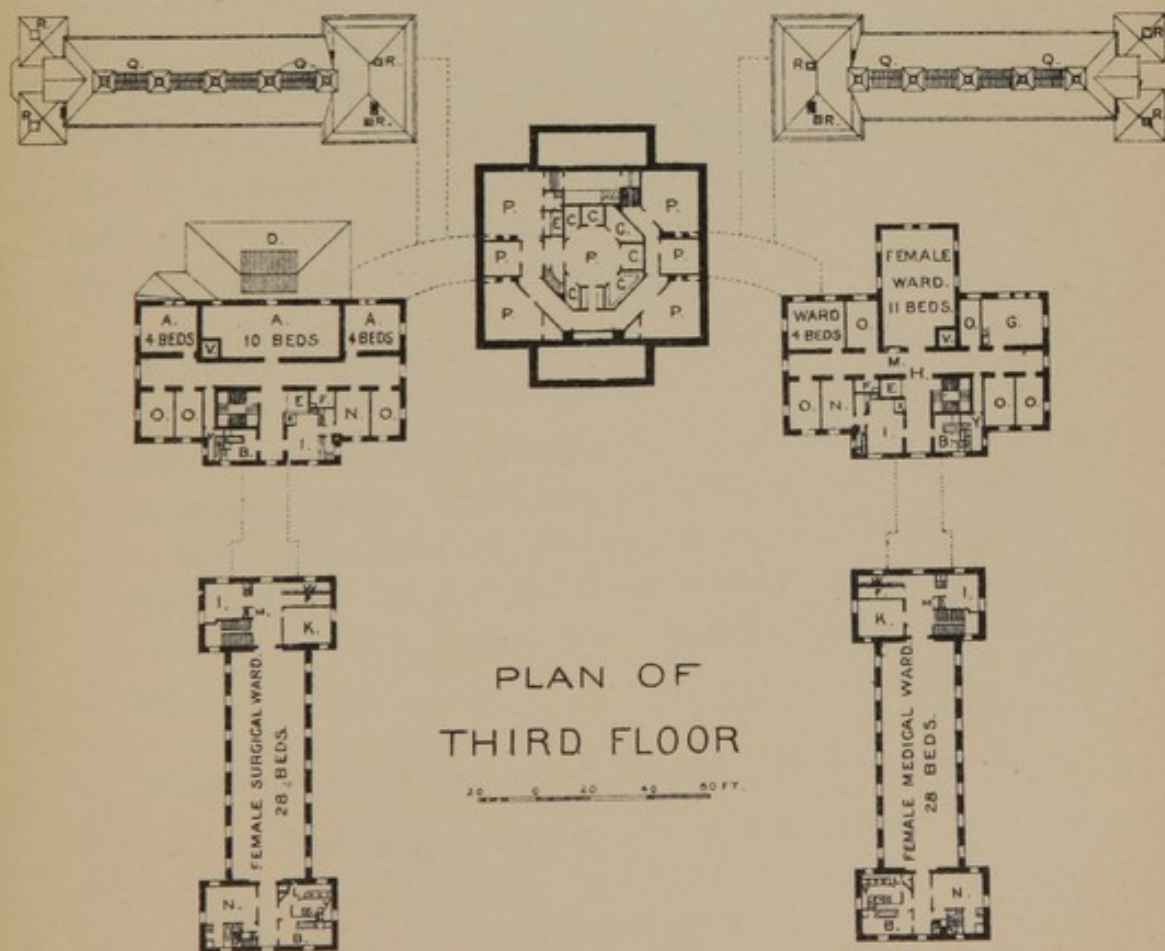 R.
Q.
Q.
R.
R.
R.
R.
Q.
Q.
R.
R.
R.
P.
E.
C.
C.
C.
P.
P.
P.
C.
P.
P.
C.
C.
P.
D.
A.
4 BEDS
A.
10 BEDS.
A.
4 BEDS
V.
O.
O.
E.
F.
N.
O.
Y
B.
I.
FEMALE
WARD.
11 BEDS.
WARD
4 BEDS
O.
V.
O.
G.
M.
H.
O.
N.
F.
E.
O.
O.
I.
B.
Y
I.
H.
K.
FEMALE SURGICAL WARD.
28 BEDS.
N.
B.
F.
H
I.
K.
FEMALE MEDICAL WARD.
28 BEDS.
B.
N.
PLAN OF
THIRD FLOOR
20 0 20 40 60 FT.